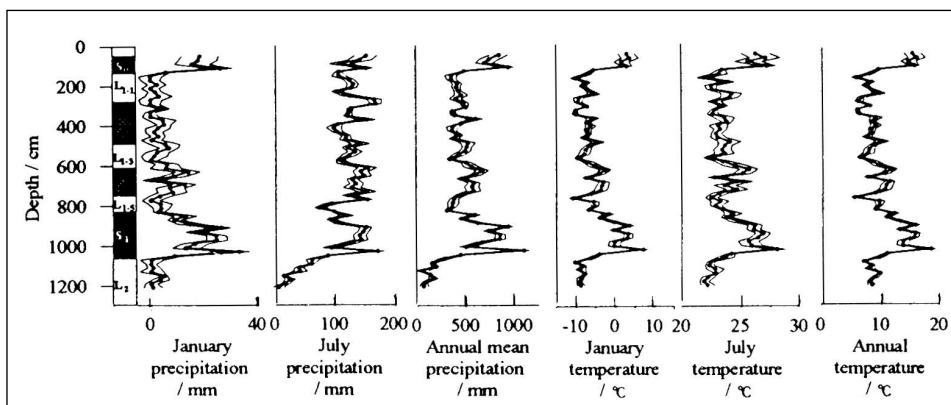 0
200
400
600
800
1000
1200
Depth / cm
S₀
L₁₋₁
L₁₋₃
L₁₋₅
S₁
L₂
0 40
0 100 200
0 500 1000
-10 0 10
20 25 30
0 10 20
January precipitation / mm
July precipitation / mm
Annual mean precipitation / mm
January temperature / ℃
July temperature / ℃
Annual temperature / ℃